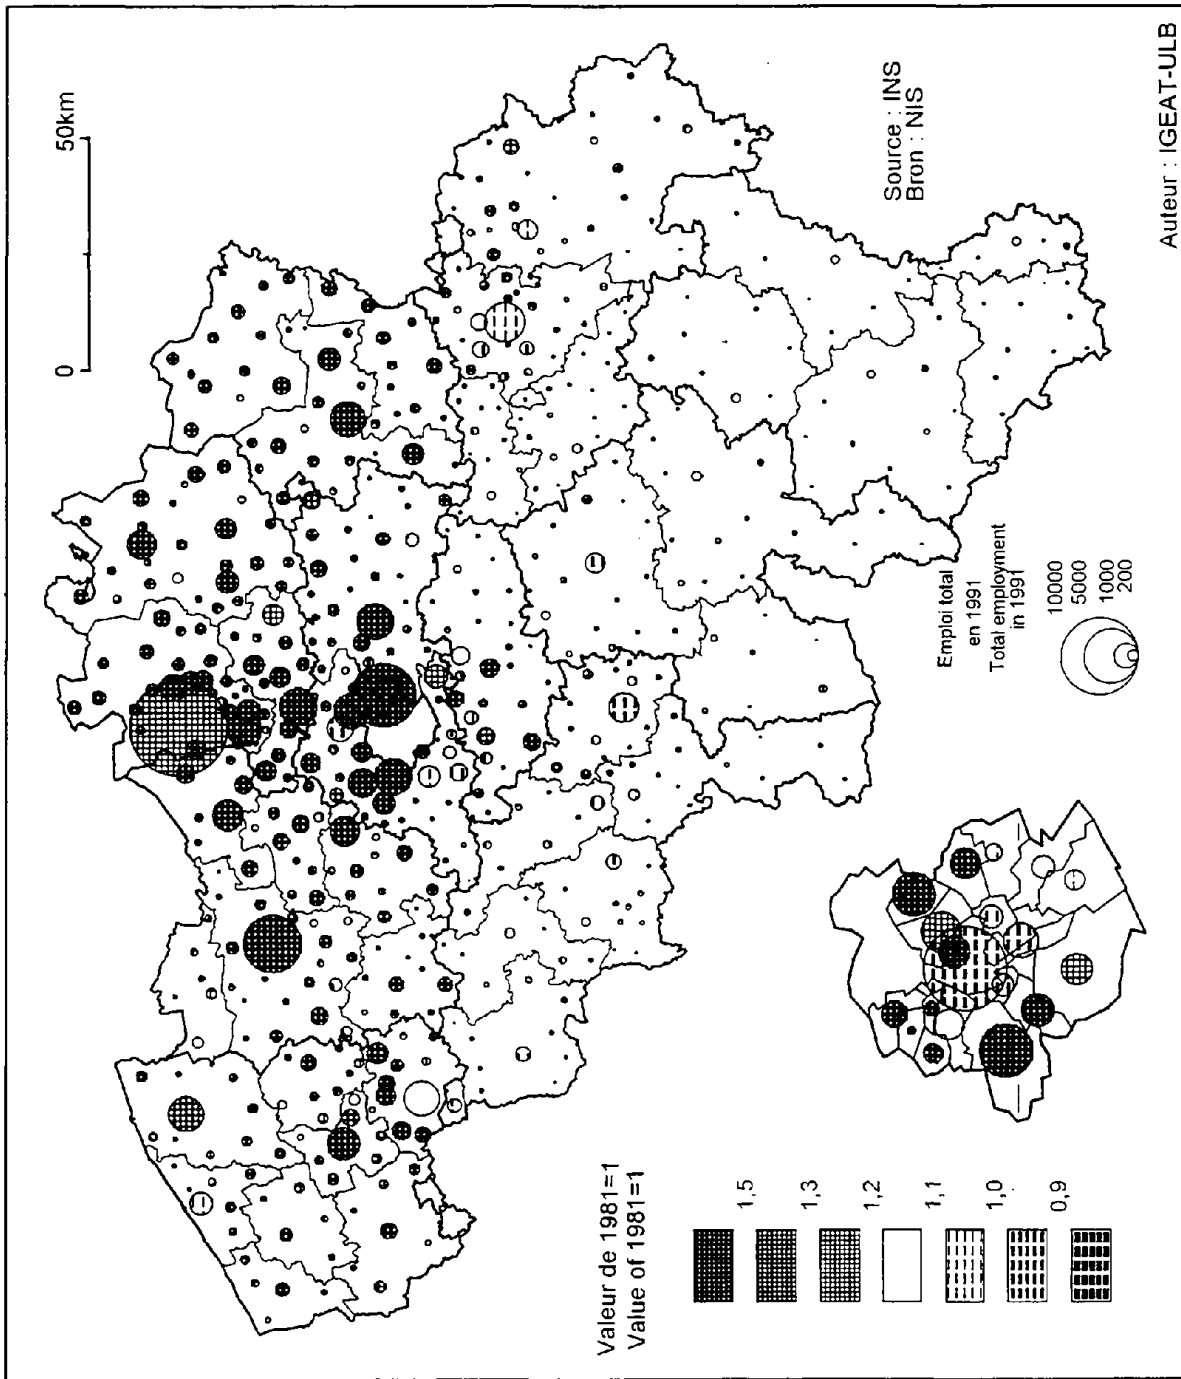 0
50km
Source : INS
Bron : NIS
Auteur : IGEAT-ULB
Emploi total
en 1991
Total employment
in 1991
10000
5000
1000
200
Valeur de 1981=1
Value of 1981=1
1,5
1,3
1,2
1,1
1,0
0,9